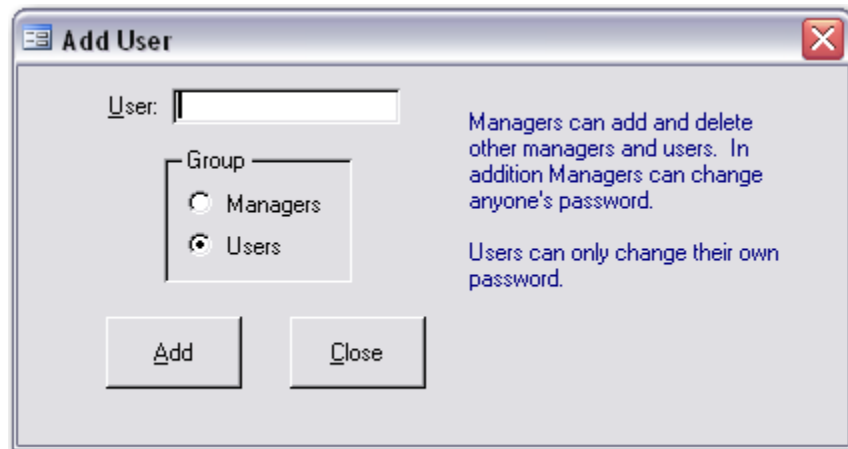 Add User
User:
Group
Managers
Users
Add
Close
Managers can add and delete
other managers and users.  In
addition Managers can change
anyone's password.
Users can only change their own
password.